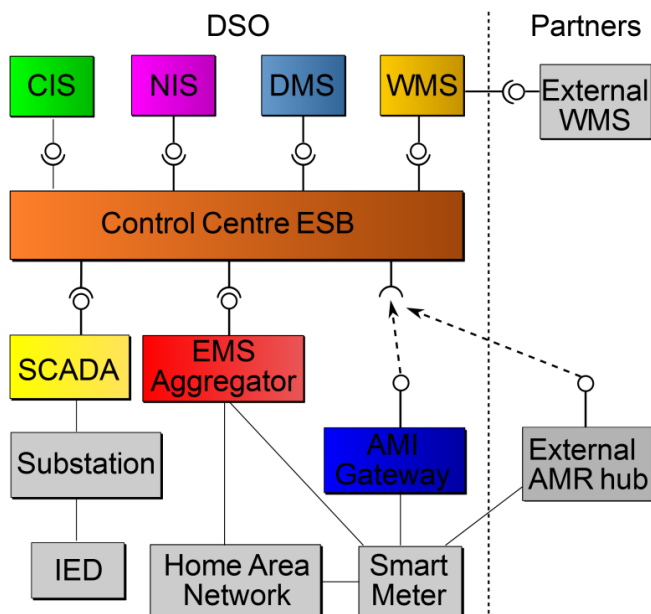 DSO
Partners
CIS
NIS
DMS
WMS
External
WMS
Control Centre ESB
SCADA
EMS
Aggregator
Substation
AMI
Gateway
External
AMR hub
IED
Home Area
Network
Smart
Meter